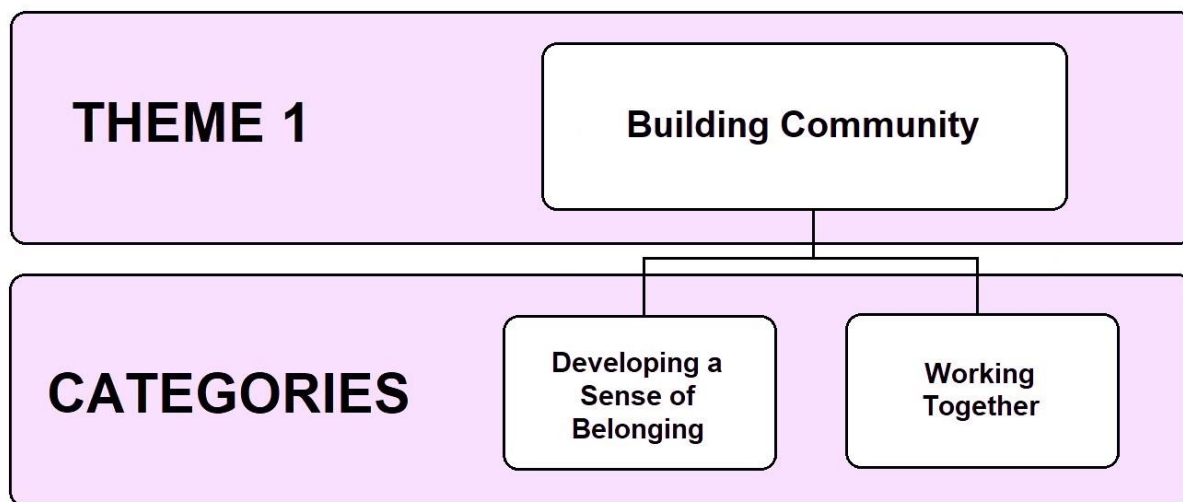 THEME 1
Building Community
CATEGORIES
Developing a
Sense of
Belonging
Working
Together